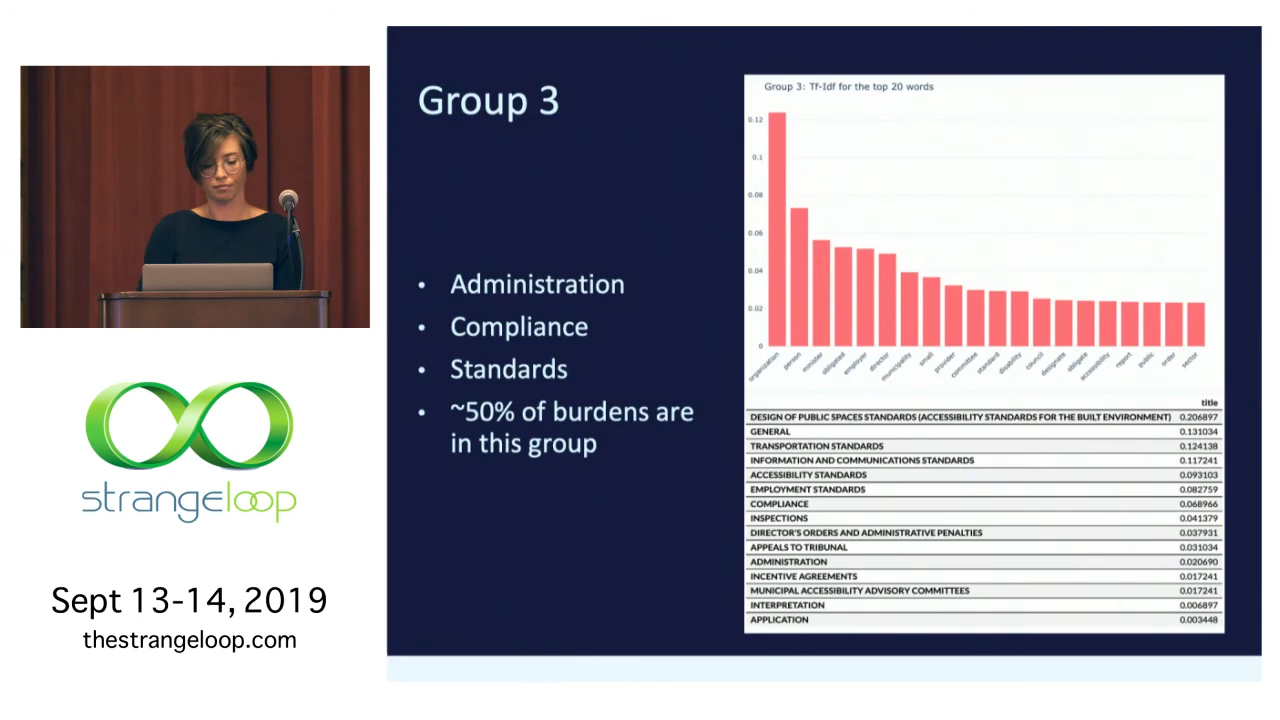 strangeloop
Sept 13-14, 2019
thestrangeloop.com
Group 3
• Administration
• Compliance
• Standards
• ~50% of burdens are
in this group
Group 3: Tf-Idf for the top 20 words
0.12
0.1
0.08
0.06
0.04
0.02
0
organization
person
minister
obligated
employer
director
municipality
small
provider
committee
standard
disability
council
designate
obligate
accessibility
report
public
order
sector
title
DESIGN OF PUBLIC SPACES STANDARDS (ACCESSIBILITY STANDARDS FOR THE BUILT ENVIRONMENT) 0.206897
GENERAL 0.131034
TRANSPORTATION STANDARDS 0.124138
INFORMATION AND COMMUNICATIONS STANDARDS 0.117241
ACCESSIBILITY STANDARDS 0.093103
EMPLOYMENT STANDARDS 0.082759
COMPLIANCE 0.068966
INSPECTIONS 0.041379
DIRECTOR'S ORDERS AND ADMINISTRATIVE PENALTIES 0.037931
APPEALS TO TRIBUNAL 0.031034
ADMINISTRATION 0.020690
INCENTIVE AGREEMENTS 0.017241
MUNICIPAL ACCESSIBILITY ADVISORY COMMITTEES 0.017241
INTERPRETATION 0.006897
APPLICATION 0.003448